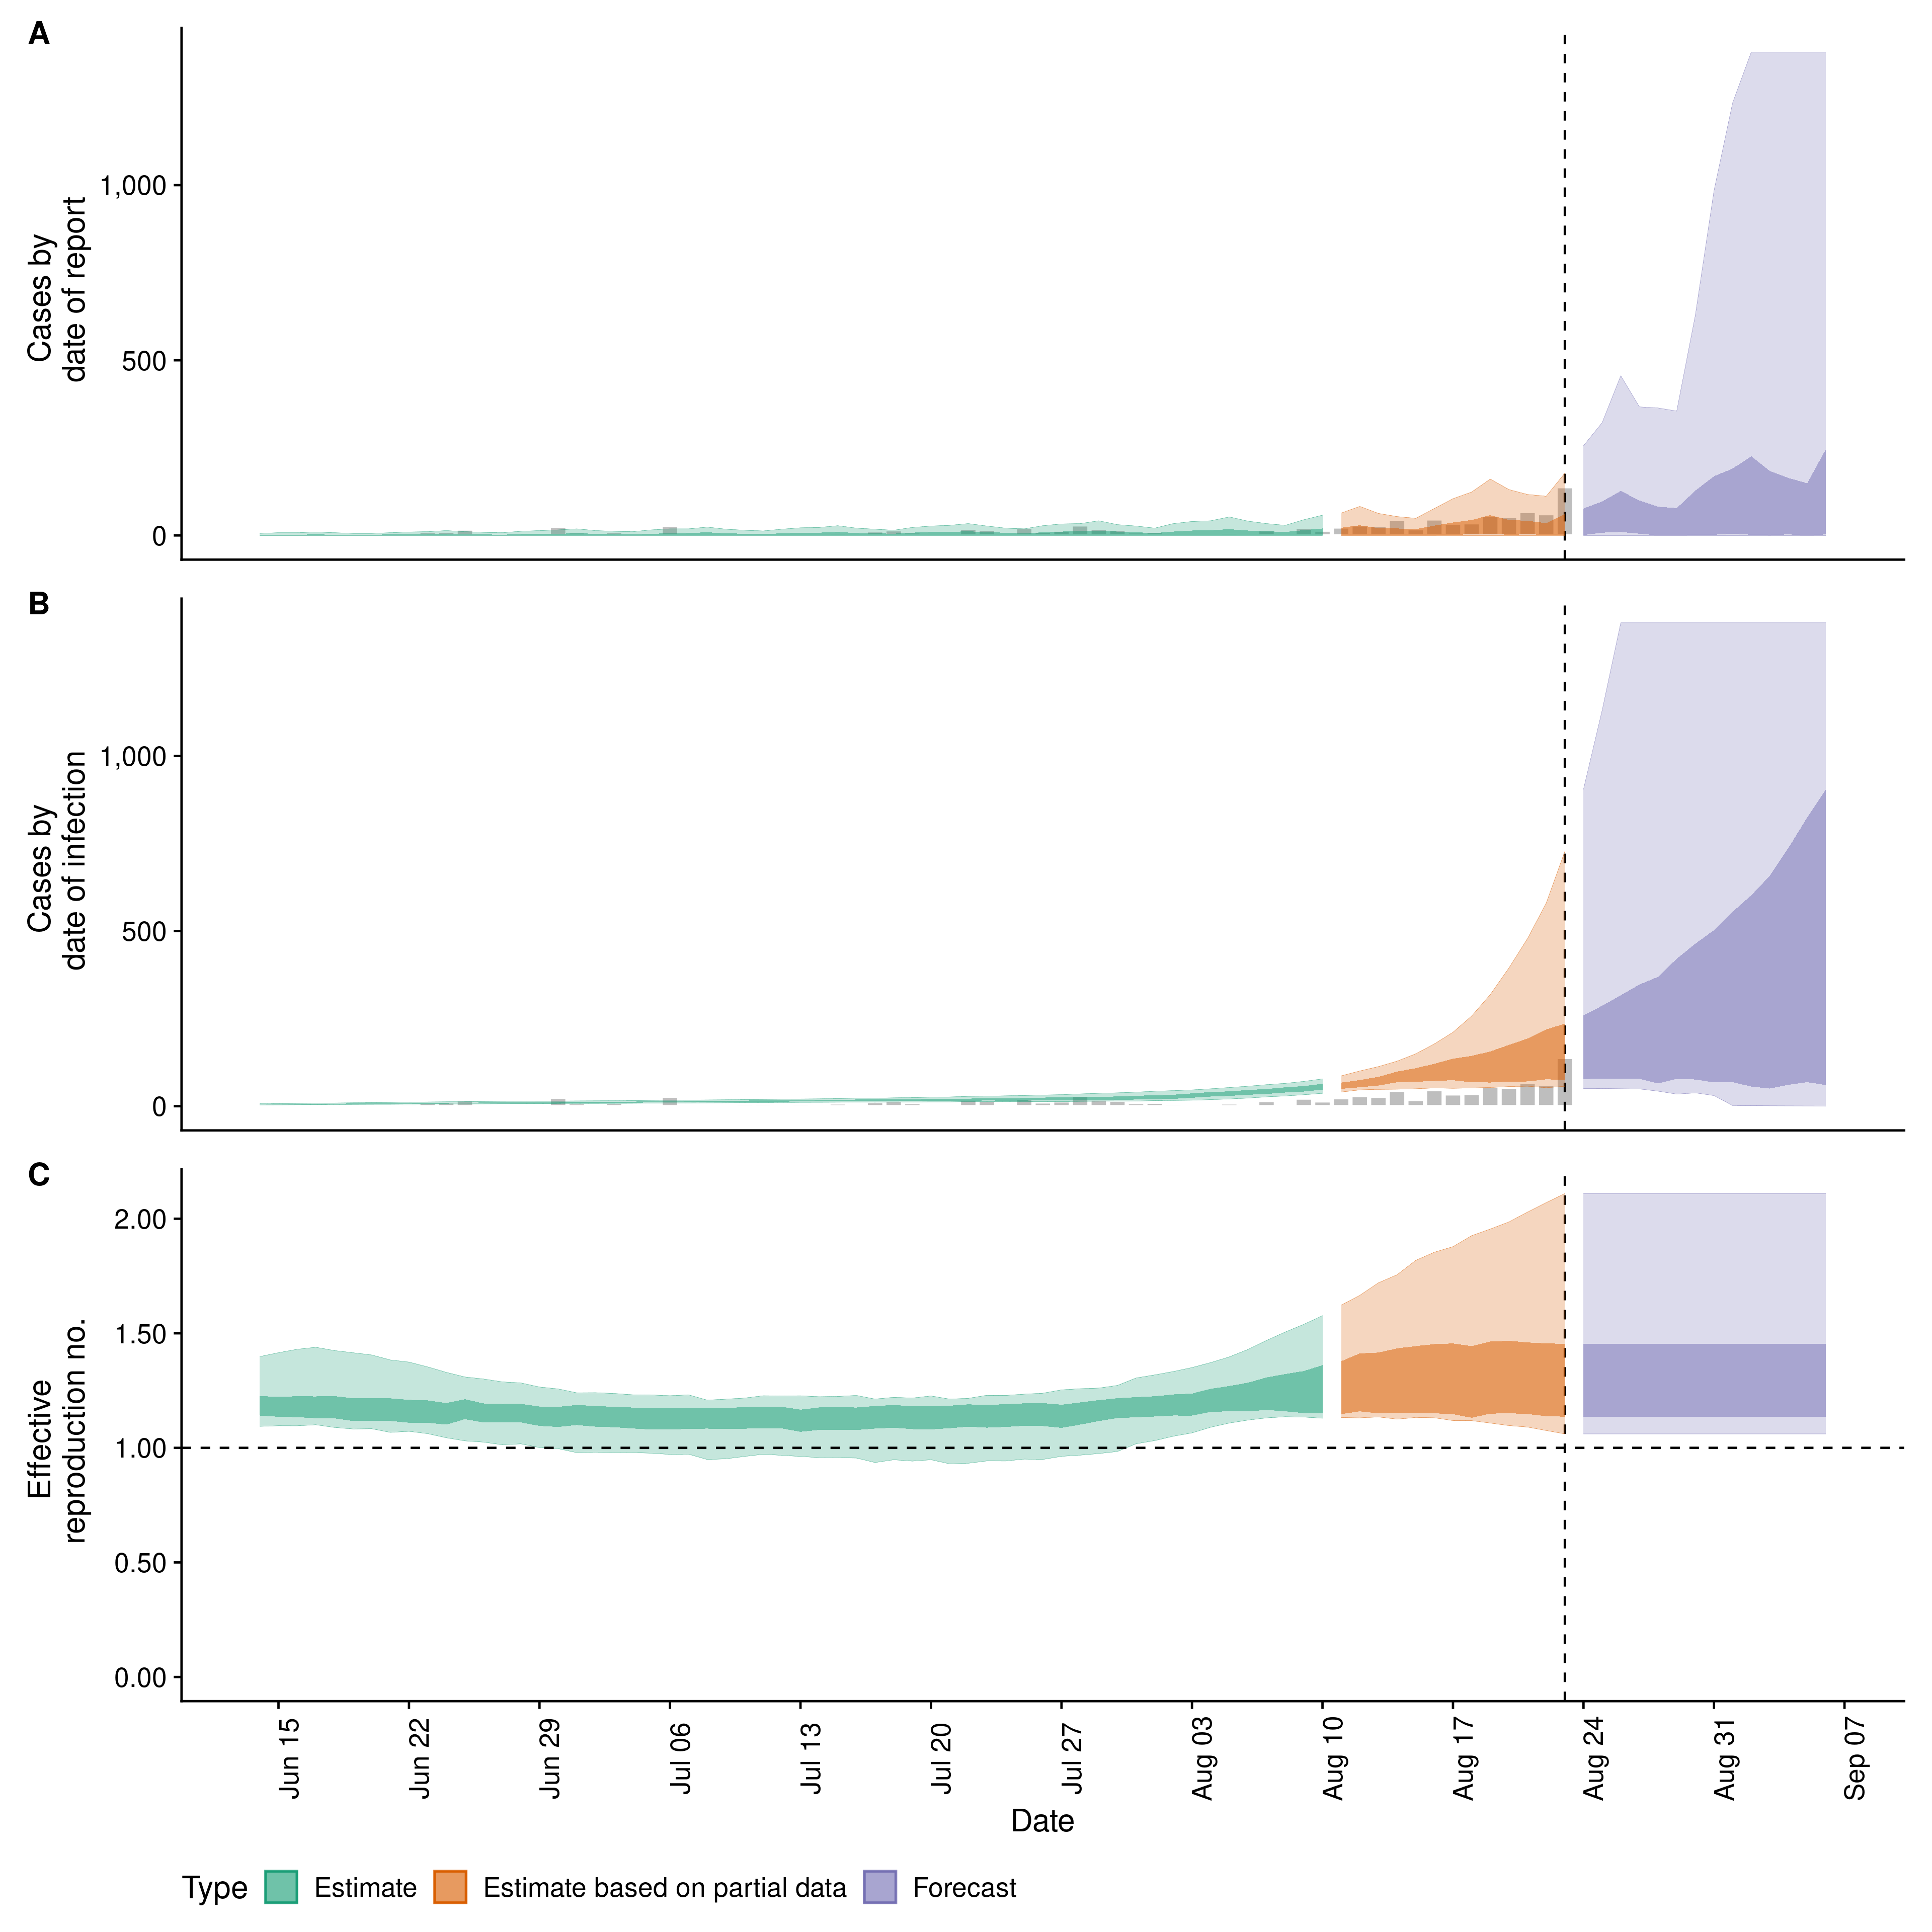 A
Cases by
date of report
1,000
500
0
B
Cases by
date of infection
1,000
500
0
C
Effective
reproduction no.
2.00
1.50
1.00
0.50
0.00
Jun 15
Jun 22
Jun 29
Jul 06
Jul 13
Jul 20
Jul 27
Aug 03
Aug 10
Aug 17
Aug 24
Aug 31
Sep 07
Date
Type Estimate Estimate based on partial data Forecast